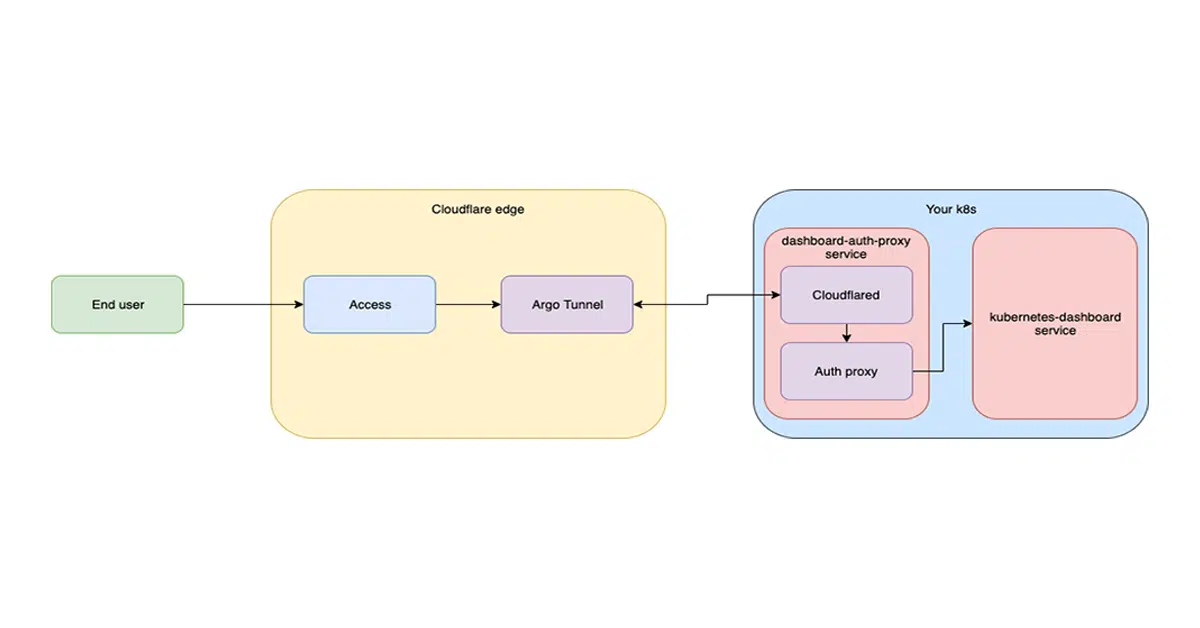 Cloudflare edge
Your k8s
End user
Access
Argo Tunnel
dashboard-auth-proxy
service
Cloudflared
Auth proxy
kubernetes-dashboard
service